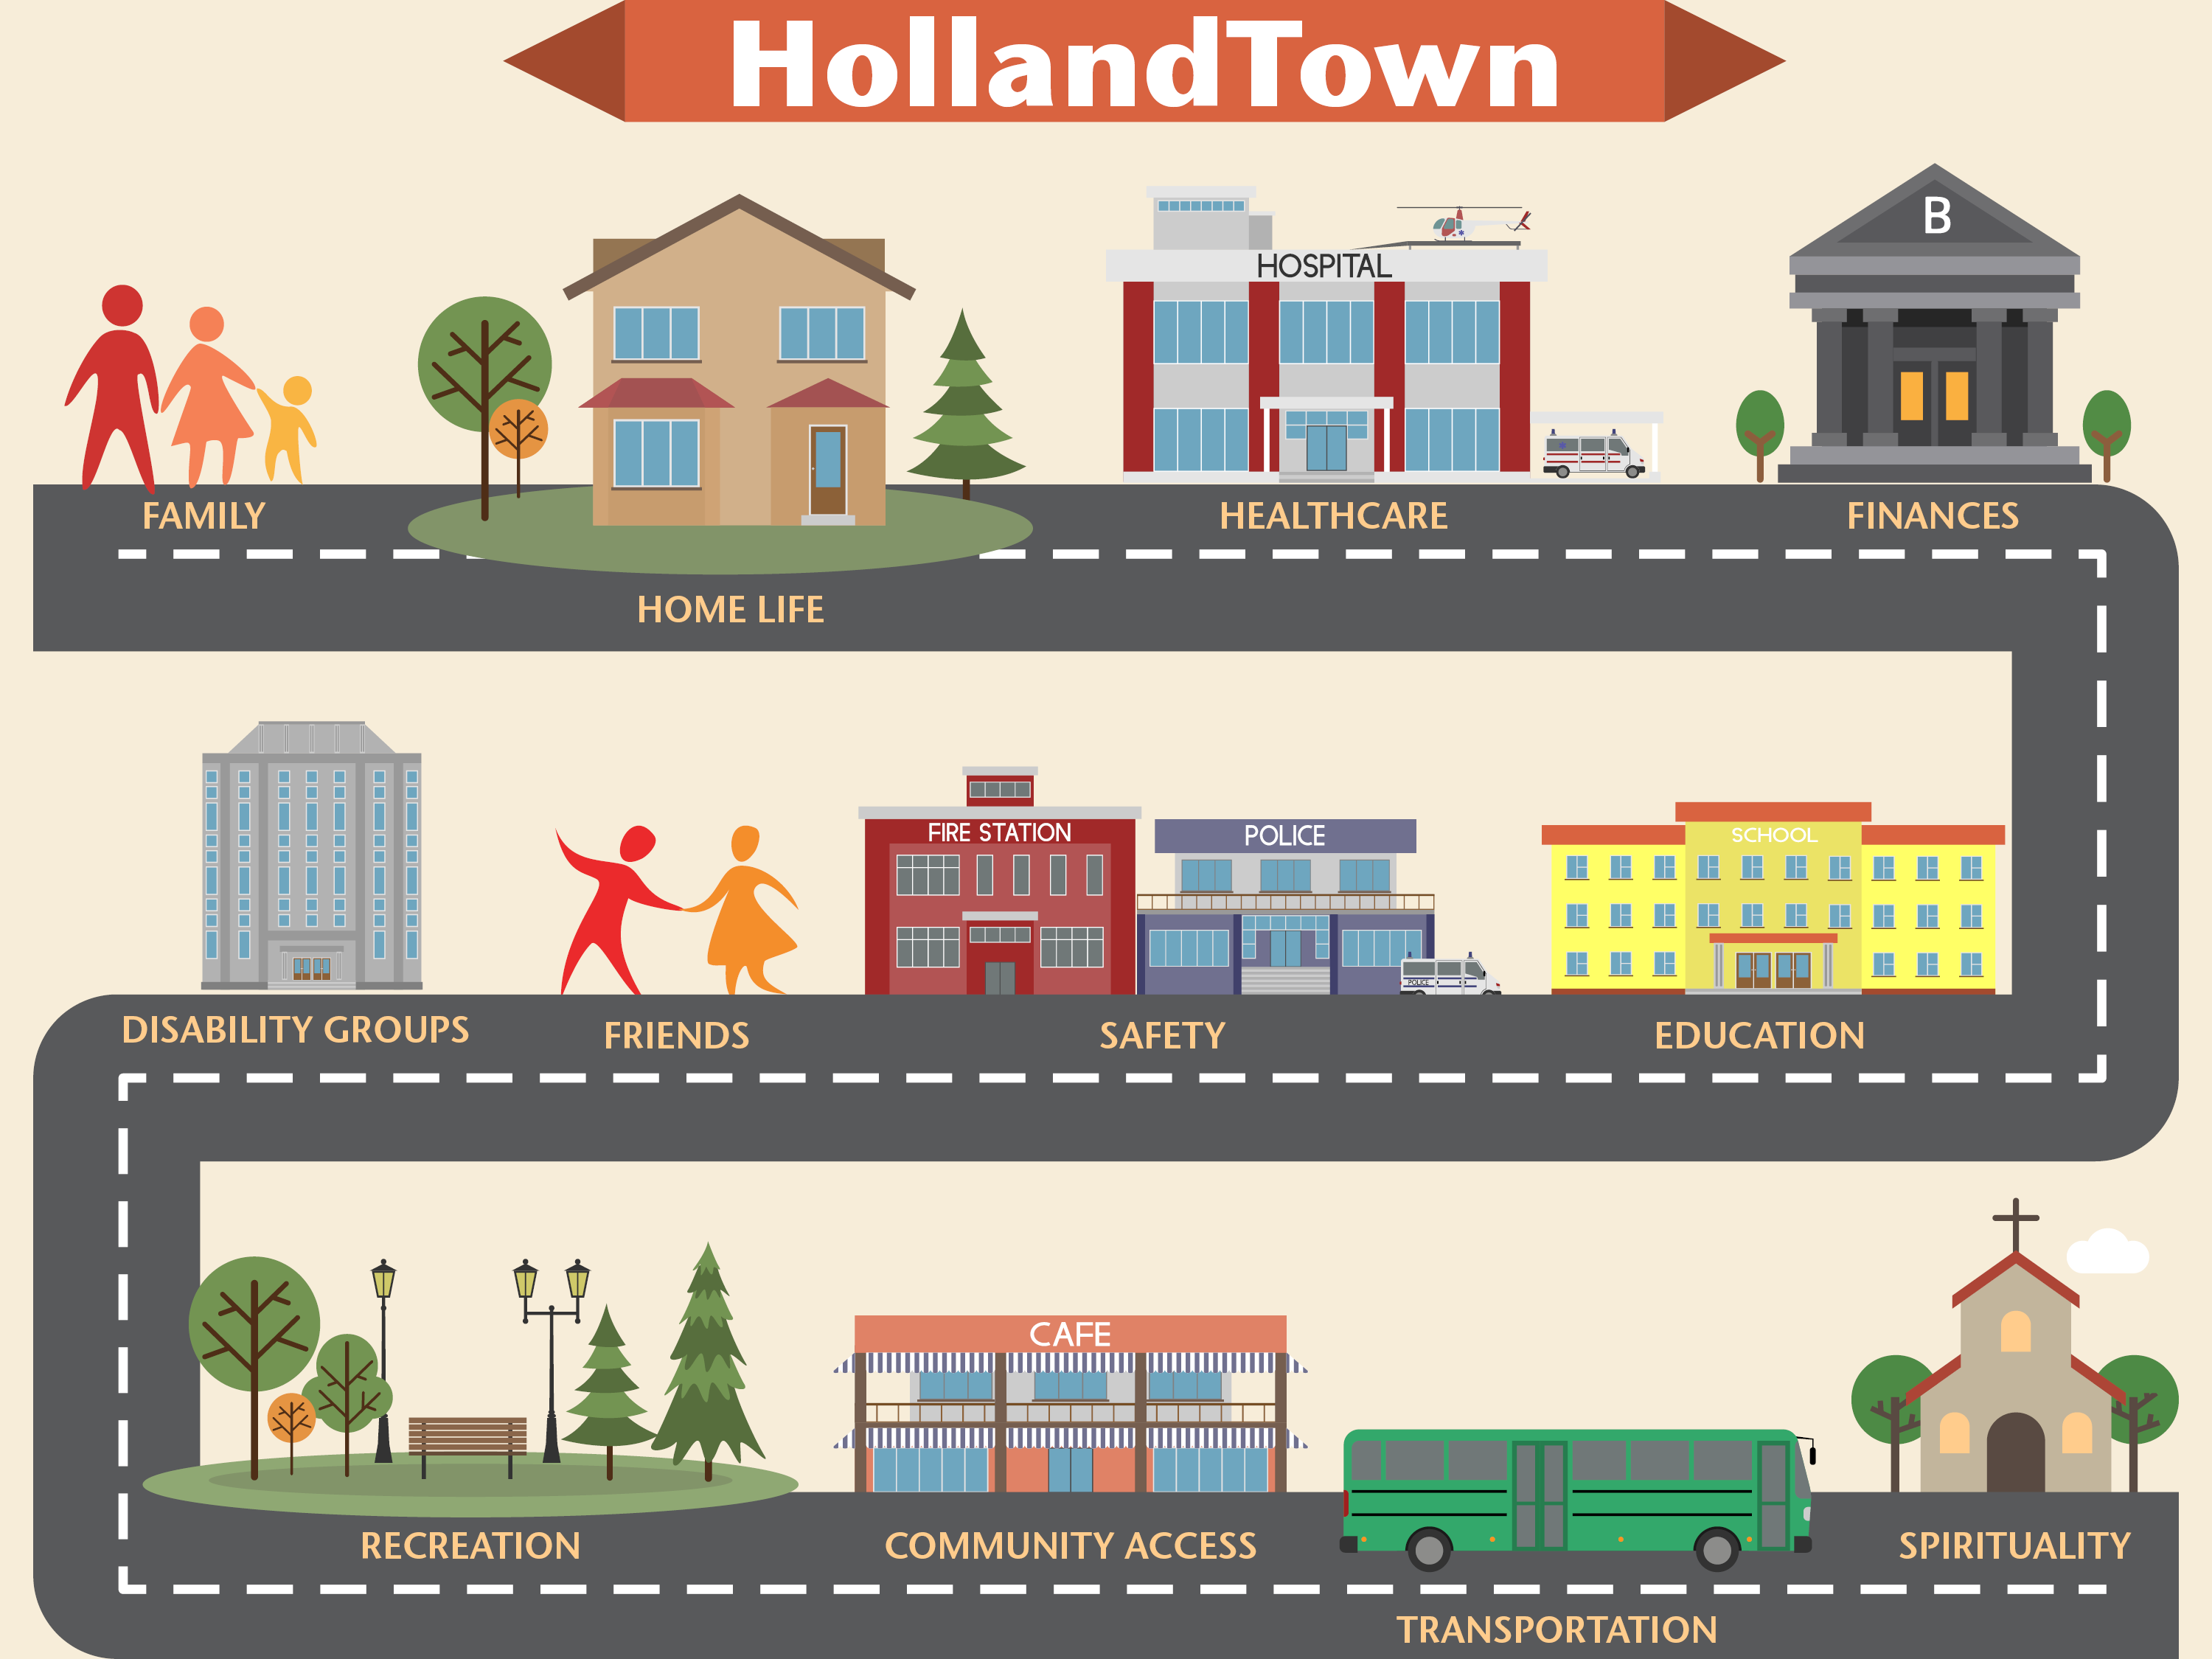 HollandTown
B
HOSPITAL
FAMILY
HEALTHCARE
FINANCES
HOME LIFE
FIRE STATION
POLICE
SCHOOL
POLICE
DISABILITY GROUPS
FRIENDS
SAFETY
EDUCATION
CAFE
RECREATION
COMMUNITY ACCESS
SPIRITUALITY
TRANSPORTATION